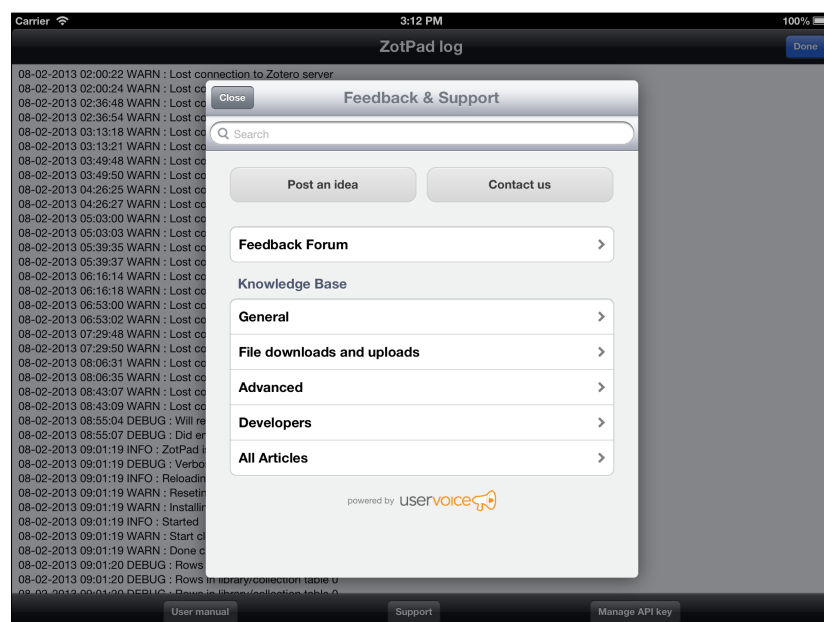 Carrier 3:12 PM 100%
ZotPad log
Done
08-02-2013 02:00:22 WARN : Lost connection to Zotero server
08-02-2013 02:00:24 WARN : Lost co
08-02-2013 02:36:48 WARN : Lost co
08-02-2013 02:36:54 WARN : Lost co
08-02-2013 03:13:18 WARN : Lost co
08-02-2013 03:13:21 WARN : Lost co
08-02-2013 03:49:48 WARN : Lost co
08-02-2013 03:49:50 WARN : Lost co
08-02-2013 04:26:25 WARN : Lost co
08-02-2013 04:26:27 WARN : Lost co
08-02-2013 05:03:00 WARN : Lost co
08-02-2013 05:03:03 WARN : Lost co
08-02-2013 05:39:35 WARN : Lost co
08-02-2013 05:39:37 WARN : Lost co
08-02-2013 06:16:14 WARN : Lost co
08-02-2013 06:16:18 WARN : Lost co
08-02-2013 06:53:00 WARN : Lost co
08-02-2013 06:53:02 WARN : Lost co
08-02-2013 07:29:48 WARN : Lost co
08-02-2013 07:29:50 WARN : Lost co
08-02-2013 08:06:31 WARN : Lost co
08-02-2013 08:06:35 WARN : Lost co
08-02-2013 08:43:07 WARN : Lost co
08-02-2013 08:43:09 WARN : Lost co
08-02-2013 08:55:04 DEBUG : Will re
08-02-2013 08:55:07 DEBUG : Did er
08-02-2013 09:01:19 INFO : ZotPad i
08-02-2013 09:01:19 DEBUG : Verbo
08-02-2013 09:01:19 INFO : Reloadin
08-02-2013 09:01:19 WARN : Resetin
08-02-2013 09:01:19 WARN : Installir
08-02-2013 09:01:19 INFO : Started
08-02-2013 09:01:19 WARN : Start cl
08-02-2013 09:01:19 WARN : Done c
08-02-2013 09:01:20 DEBUG : Rows
08-02-2013 09:01:20 DEBUG : Rows in library/collection table 0
08-02-2013 09:01:20 DEBUG : Rows in library/collection table 0
Close
Feedback & Support
Search
Post an idea
Contact us
Feedback Forum
Knowledge Base
General
File downloads and uploads
Advanced
Developers
All Articles
powered by uservoice
User manual
Support
Manage API key